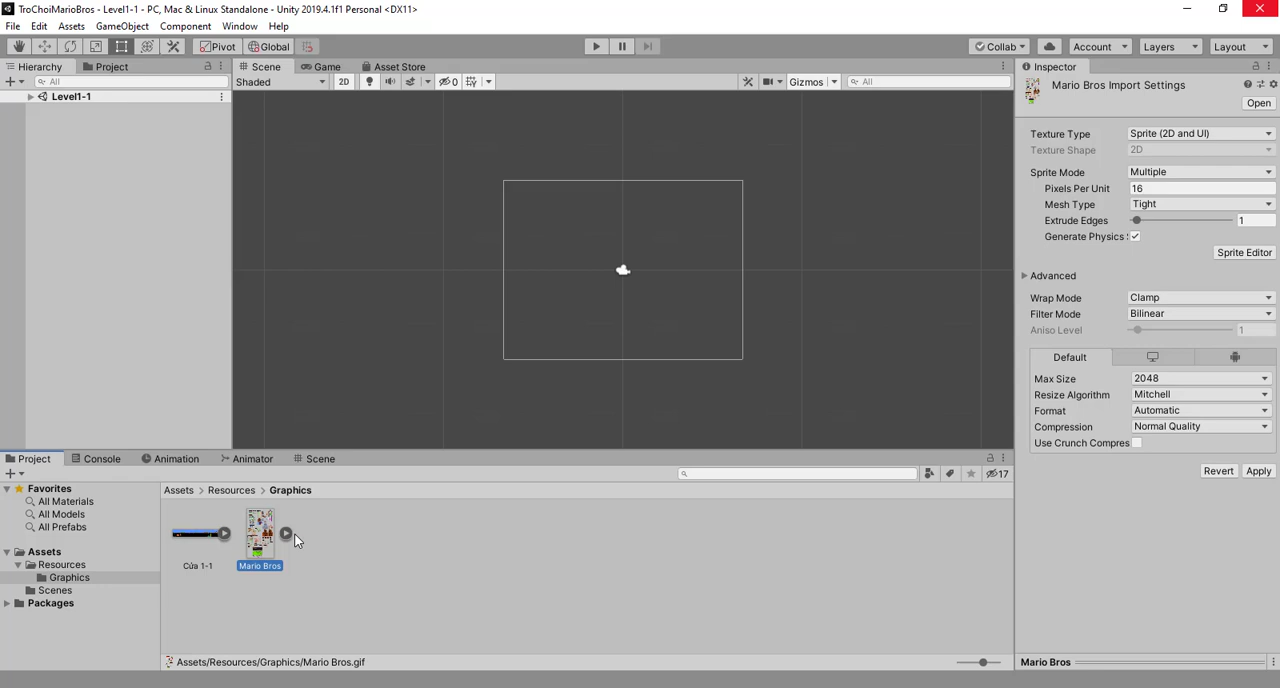 TroChoiMarioBros - Level1-1 - PC, Mac & Linux Standalone - Unity 2019.4.1f1 Personal <DX11>
File Edit Assets GameObject Component Window Help
Pivot Global Collab Account Layers Layout
Hierarchy Project Scene Game Asset Store Inspector
All Shaded 2D 0 Gizmos All
Level1-1
Mario Bros Import Settings
Open
Texture Type Sprite (2D and UI)
Texture Shape 2D
Sprite Mode Multiple
Pixels Per Unit 16
Mesh Type Tight
Extrude Edges 1
Generate Physics
Sprite Editor
Advanced
Wrap Mode Clamp
Filter Mode Bilinear
Aniso Level 1
Default
Max Size 2048
Resize Algorithm Mitchell
Format Automatic
Compression Normal Quality
Use Crunch Compres
Revert Apply
Project Console Animation Animator Scene
17
Favorites
All Materials
All Models
All Prefabs
Assets
Resources
Graphics
Scenes
Packages
Assets > Resources > Graphics
Cửa 1-1 Mario Bros
Assets/Resources/Graphics/Mario Bros.gif
Mario Bros